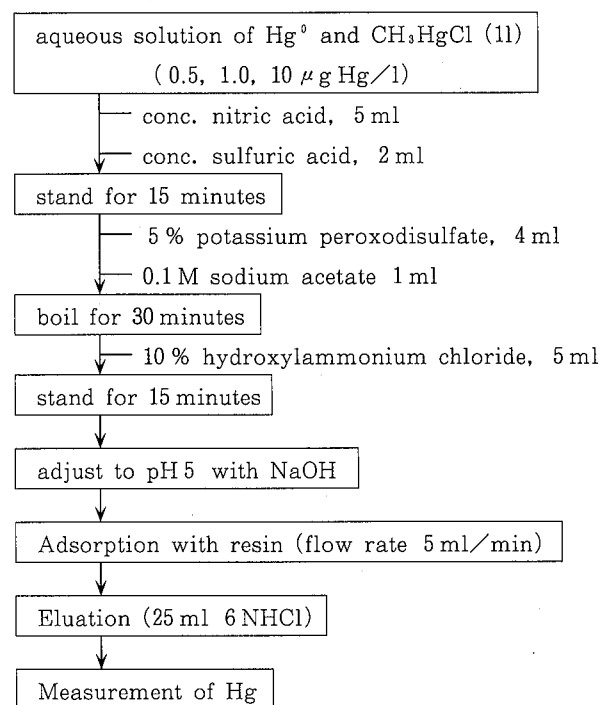 aqueous solution of Hg⁰ and CH₃HgCl (1l)
(0.5, 1.0, 10 μg Hg/l)
conc. nitric acid, 5 ml
conc. sulfuric acid, 2 ml
stand for 15 minutes
5% potassium peroxodisulfate, 4 ml
0.1 M sodium acetate 1 ml
boil for 30 minutes
10% hydroxylammonium chloride, 5 ml
stand for 15 minutes
adjust to pH 5 with NaOH
Adsorption with resin (flow rate 5 ml/min)
Eluation (25 ml 6 NHCl)
Measurement of Hg